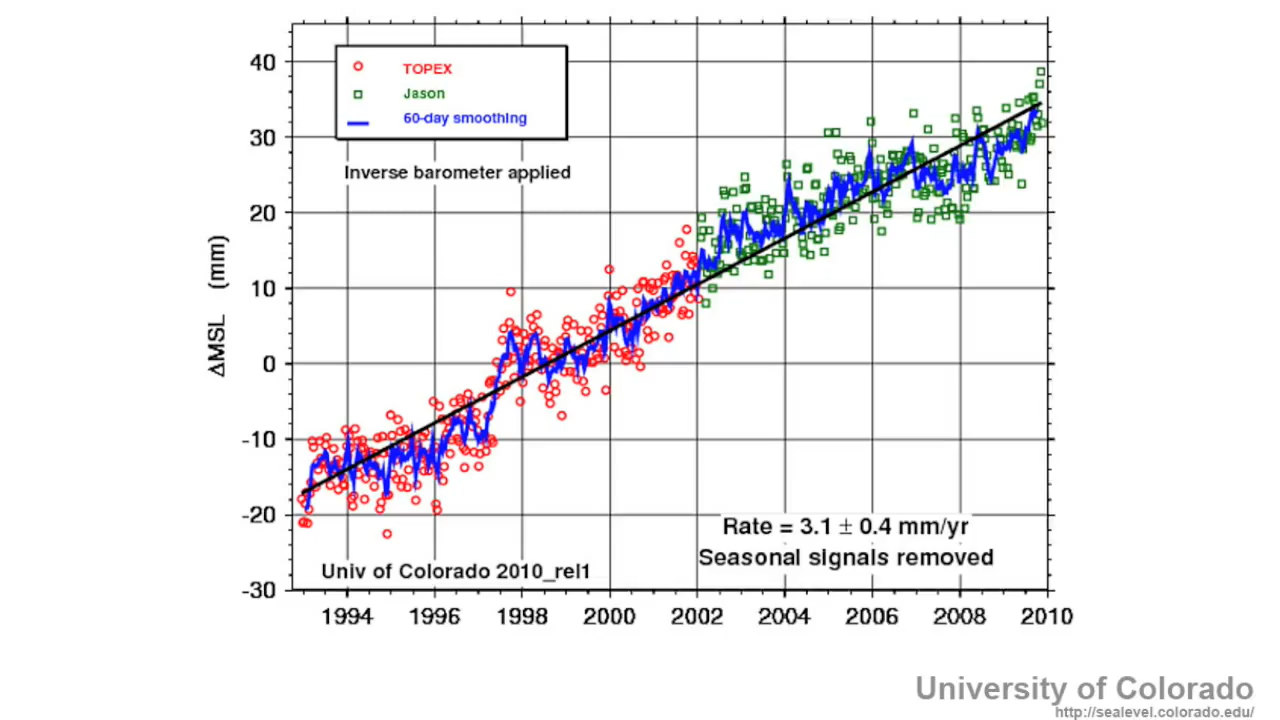 40
30
20
10
0
-10
-20
-30
ΔMSL (mm)
TOPEX
Jason
60-day smoothing
Inverse barometer applied
Rate = 3.1 ± 0.4 mm/yr
Seasonal signals removed
Univ of Colorado 2010_rel1
1994 1996 1998 2000 2002 2004 2006 2008 2010
University of Colorado
http://sealevel.colorado.edu/